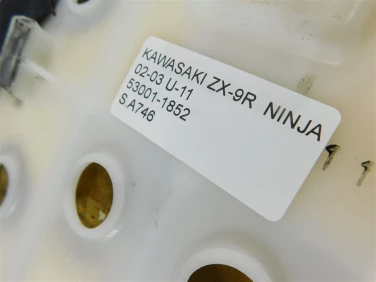 KAWASAKI ZX-9R NINJA
02-03 U-11
53001-1852
S.A746